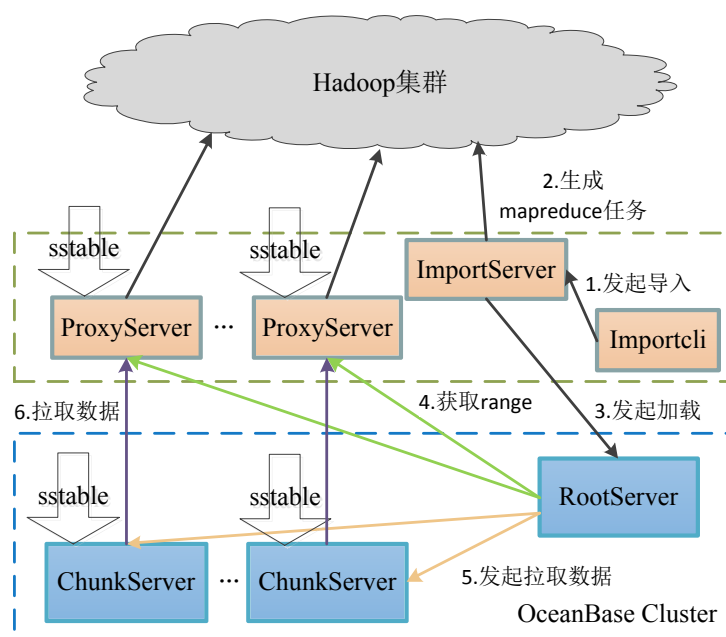 Hadoop集群
2.生成
mapreduce任务
sstable
sstable
ImportServer
1.发起导入
ProxyServer
...
ProxyServer
Importcli
6.拉取数据
4.获取range
3.发起加载
sstable
sstable
RootServer
ChunkServer
...
ChunkServer
5.发起拉取数据
OceanBase Cluster